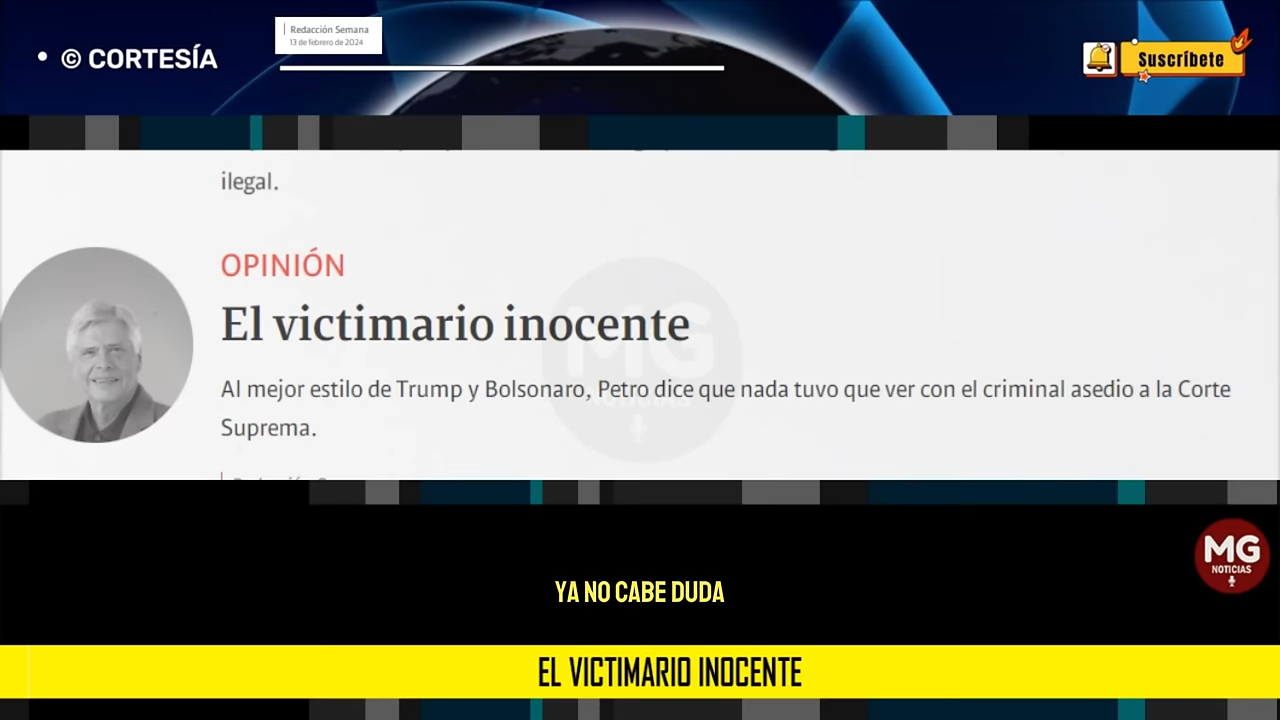 © CORTESÍA
Redacción Semana
13 de febrero de 2024
Suscríbete
ilegal.
OPINIÓN
El victimario inocente
Al mejor estilo de Trump y Bolsonaro, Petro dice que nada tuvo que ver con el criminal asedio a la Corte
Suprema.
MG
NOTICIAS
YA NO CABE DUDA
EL VICTIMARIO INOCENTE